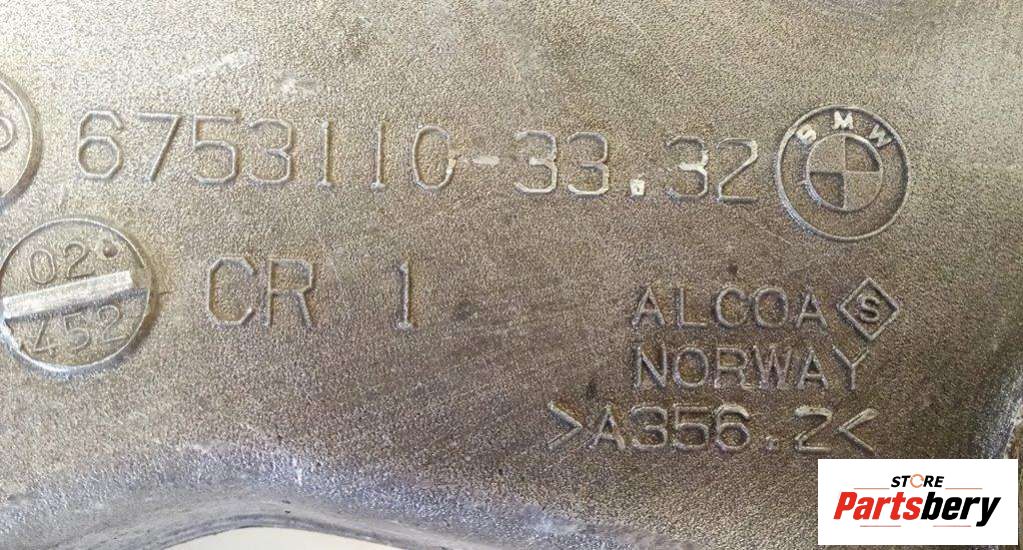 6753110-33.32
BMW
02
452
CR 1
ALCOA S
NORWAY
>A356.2<
STORE
Partsbery